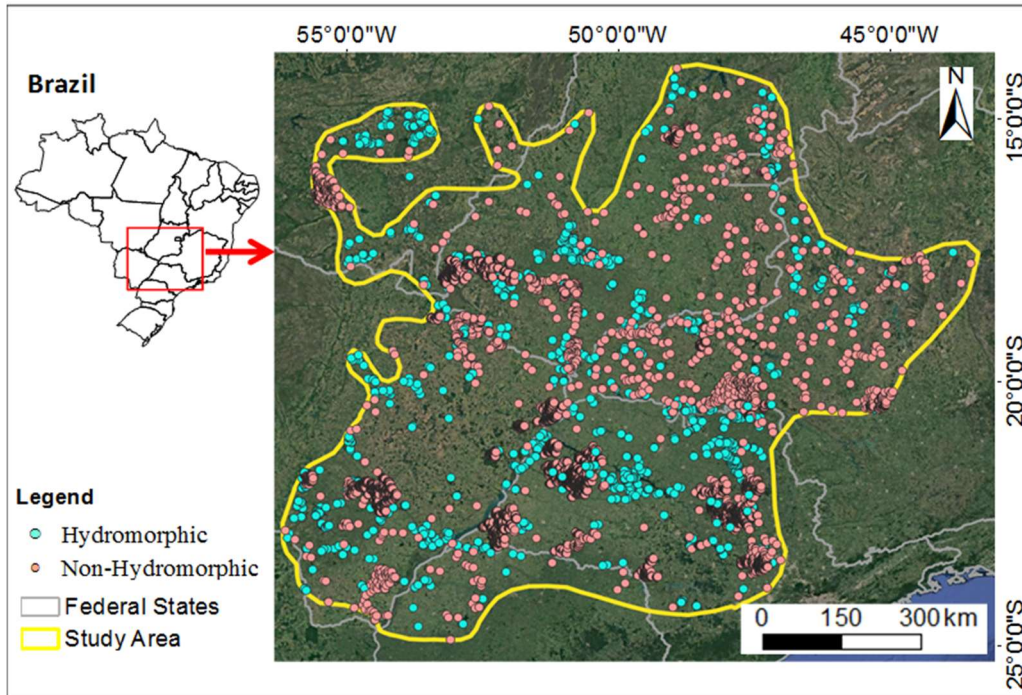 55°0'0"W 50°0'0"W 45°0'0"W
Brazil
N
15°0'0"S
20°0'0"S
25°0'0"S
Legend
Hydromorphic
Non-Hydromorphic
Federal States
Study Area
0 150 300 km